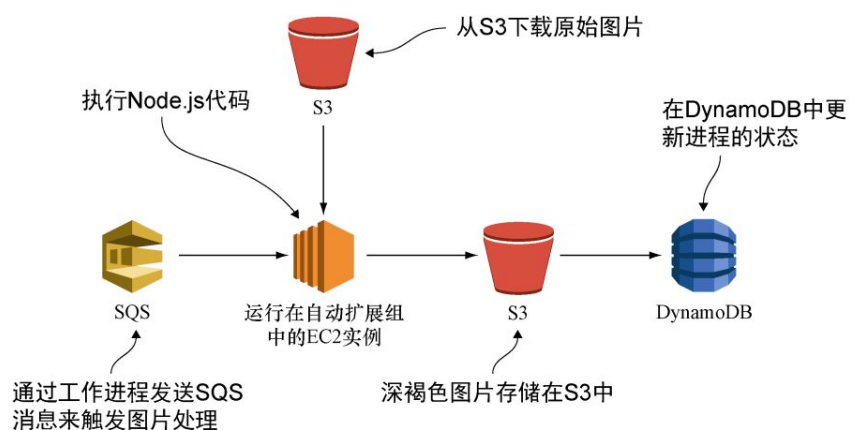 从S3下载原始图片
S3
执行Node.js代码
在DynamoDB中更
新进程的状态
SQS
运行在自动扩展组
中的EC2实例
S3
DynamoDB
通过工作进程发送SQS
消息来触发图片处理
深褐色图片存储在S3中